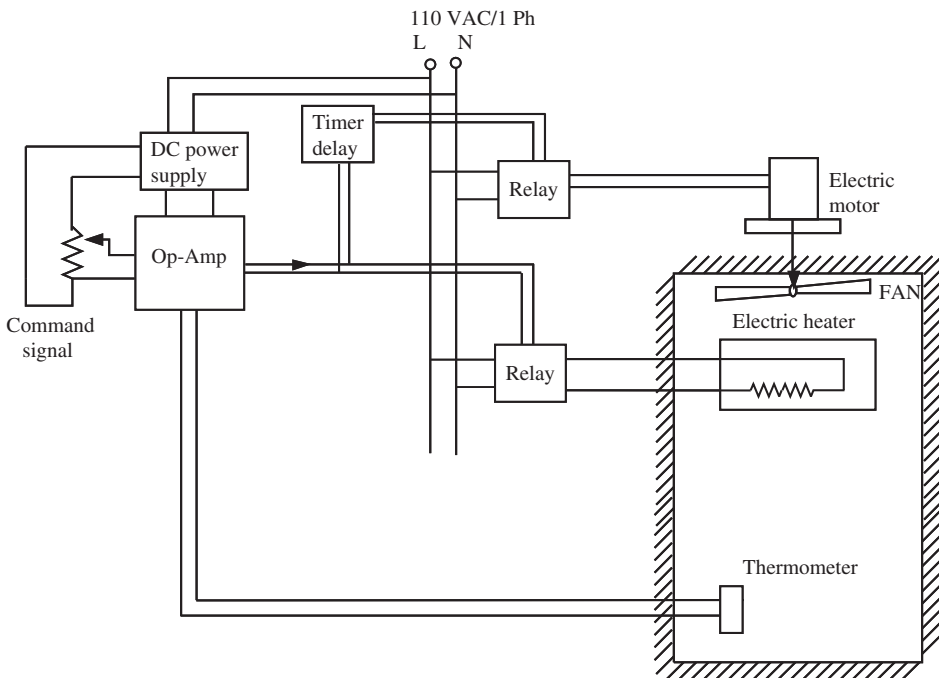 110 VAC/1 Ph
L N
Timer
delay
DC power
supply
Relay
Electric
motor
Op-Amp
FAN
Command
signal
Electric heater
Relay
Thermometer